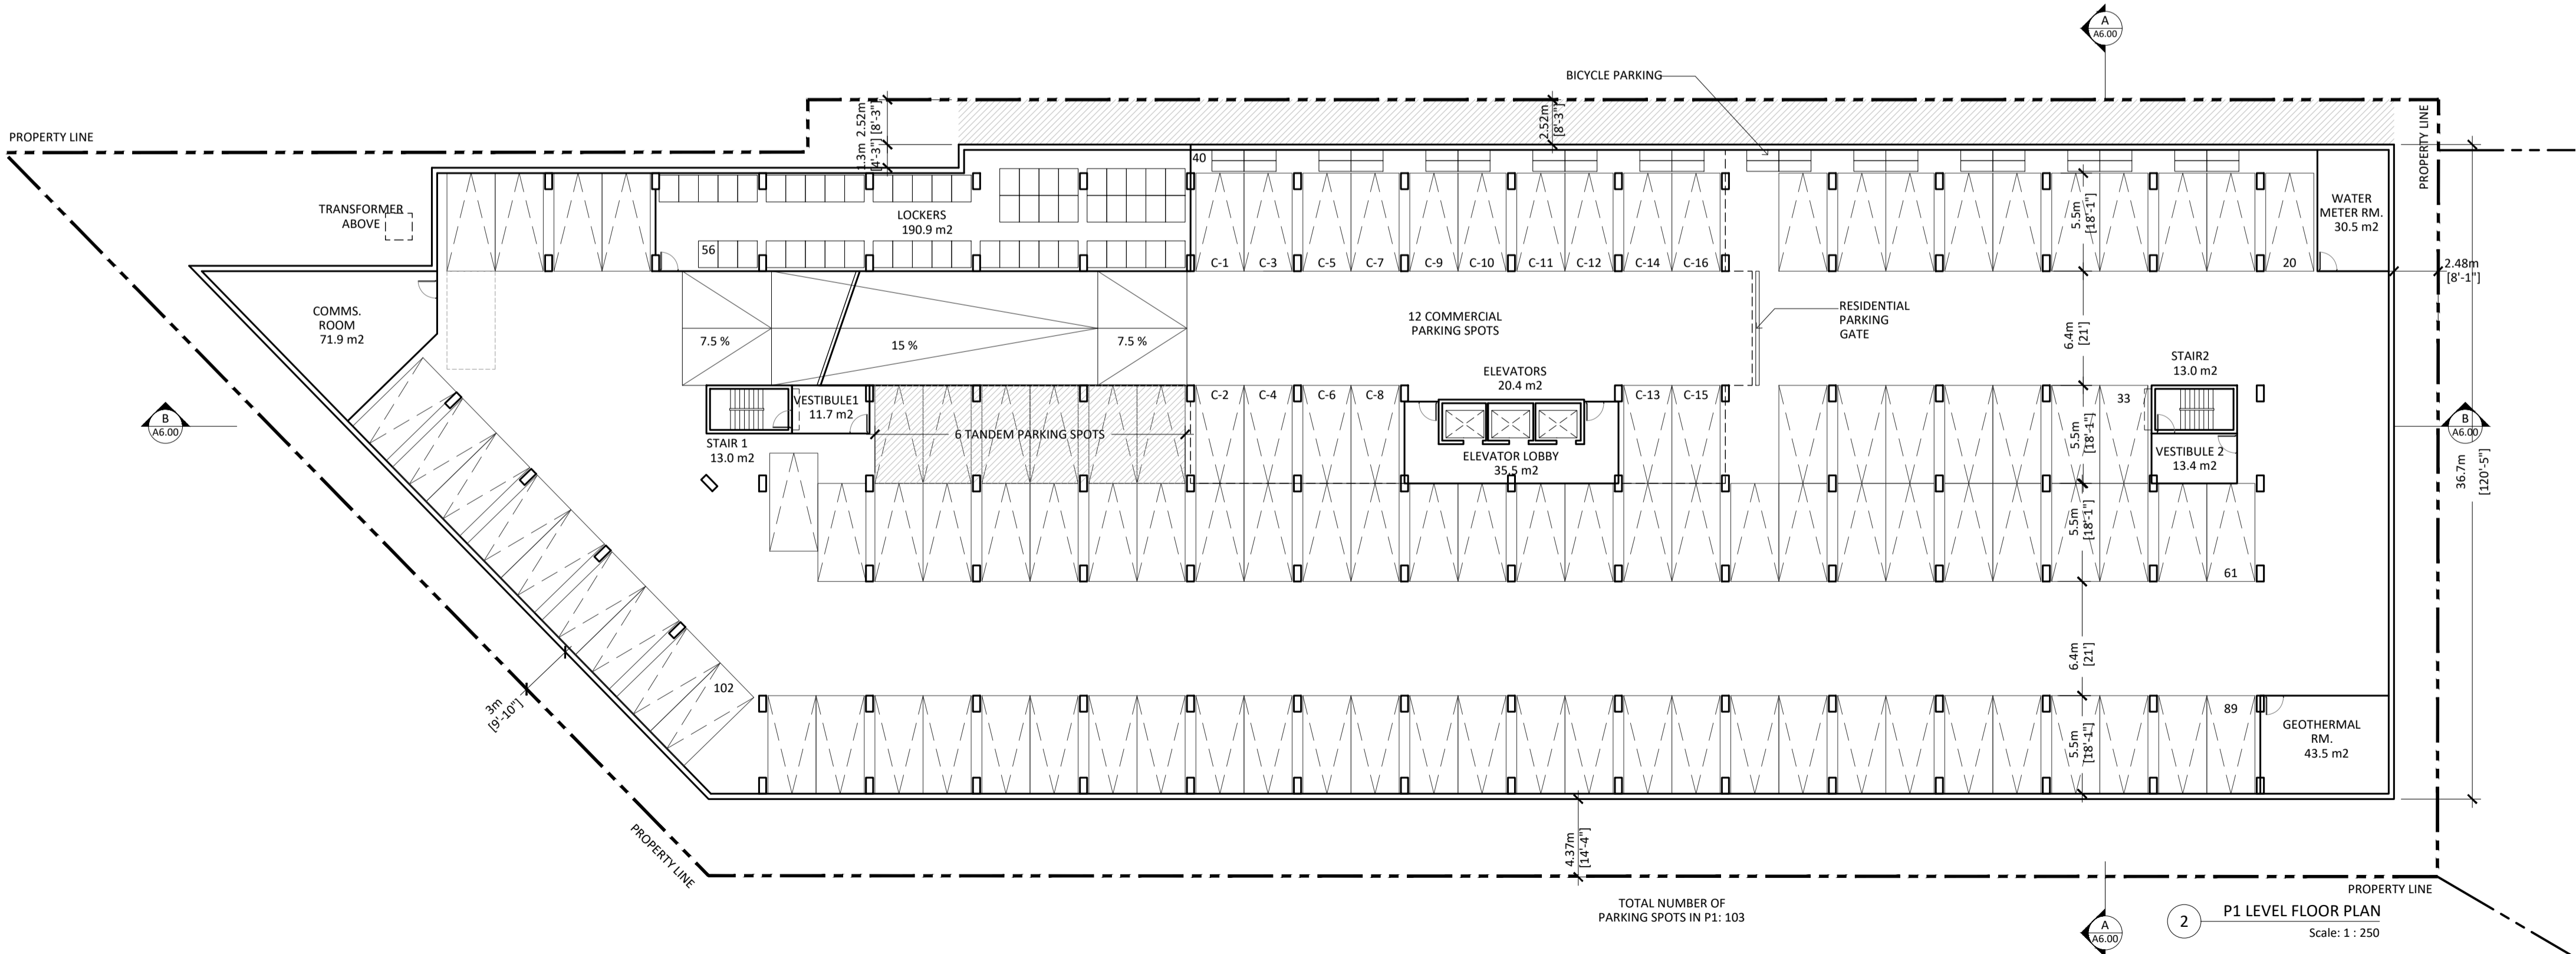 A
A6.00
BICYCLE PARKING
PROPERTY LINE
2.52m
[8'-3"]
1.3m
[4'-3"]
2.52m
[8'-3"]
PROPERTY LINE
40
TRANSFORMER
ABOVE
LOCKERS
190.9 m2
56
5.5m
[18'-1"]
WATER
METER RM.
30.5 m2
C-1
C-3
C-5
C-7
C-9
C-10
C-11
C-12
C-14
C-16
20
2.48m
[8'-1"]
COMMS.
ROOM
71.9 m2
7.5 %
15 %
7.5 %
12 COMMERCIAL
PARKING SPOTS
RESIDENTIAL
PARKING
GATE
6.4m
[21']
STAIR2
13.0 m2
ELEVATORS
20.4 m2
VESTIBULE1
11.7 m2
C-2
C-4
C-6
C-8
C-13
C-15
33
B
A6.00
STAIR 1
13.0 m2
6 TANDEM PARKING SPOTS
ELEVATOR LOBBY
35.5 m2
5.5m
[18'-1"]
VESTIBULE 2
13.4 m2
B
A6.00
36.7m
[120'-5"]
5.5m
[18'-1"]
61
6.4m
[21']
102
3m
[9'-10"]
89
5.5m
[18'-1"]
GEOTHERMAL
RM.
43.5 m2
PROPERTY LINE
4.37m
[14'-4"]
TOTAL NUMBER OF
PARKING SPOTS IN P1: 103
PROPERTY LINE
2
P1 LEVEL FLOOR PLAN
Scale: 1 : 250
A
A6.00